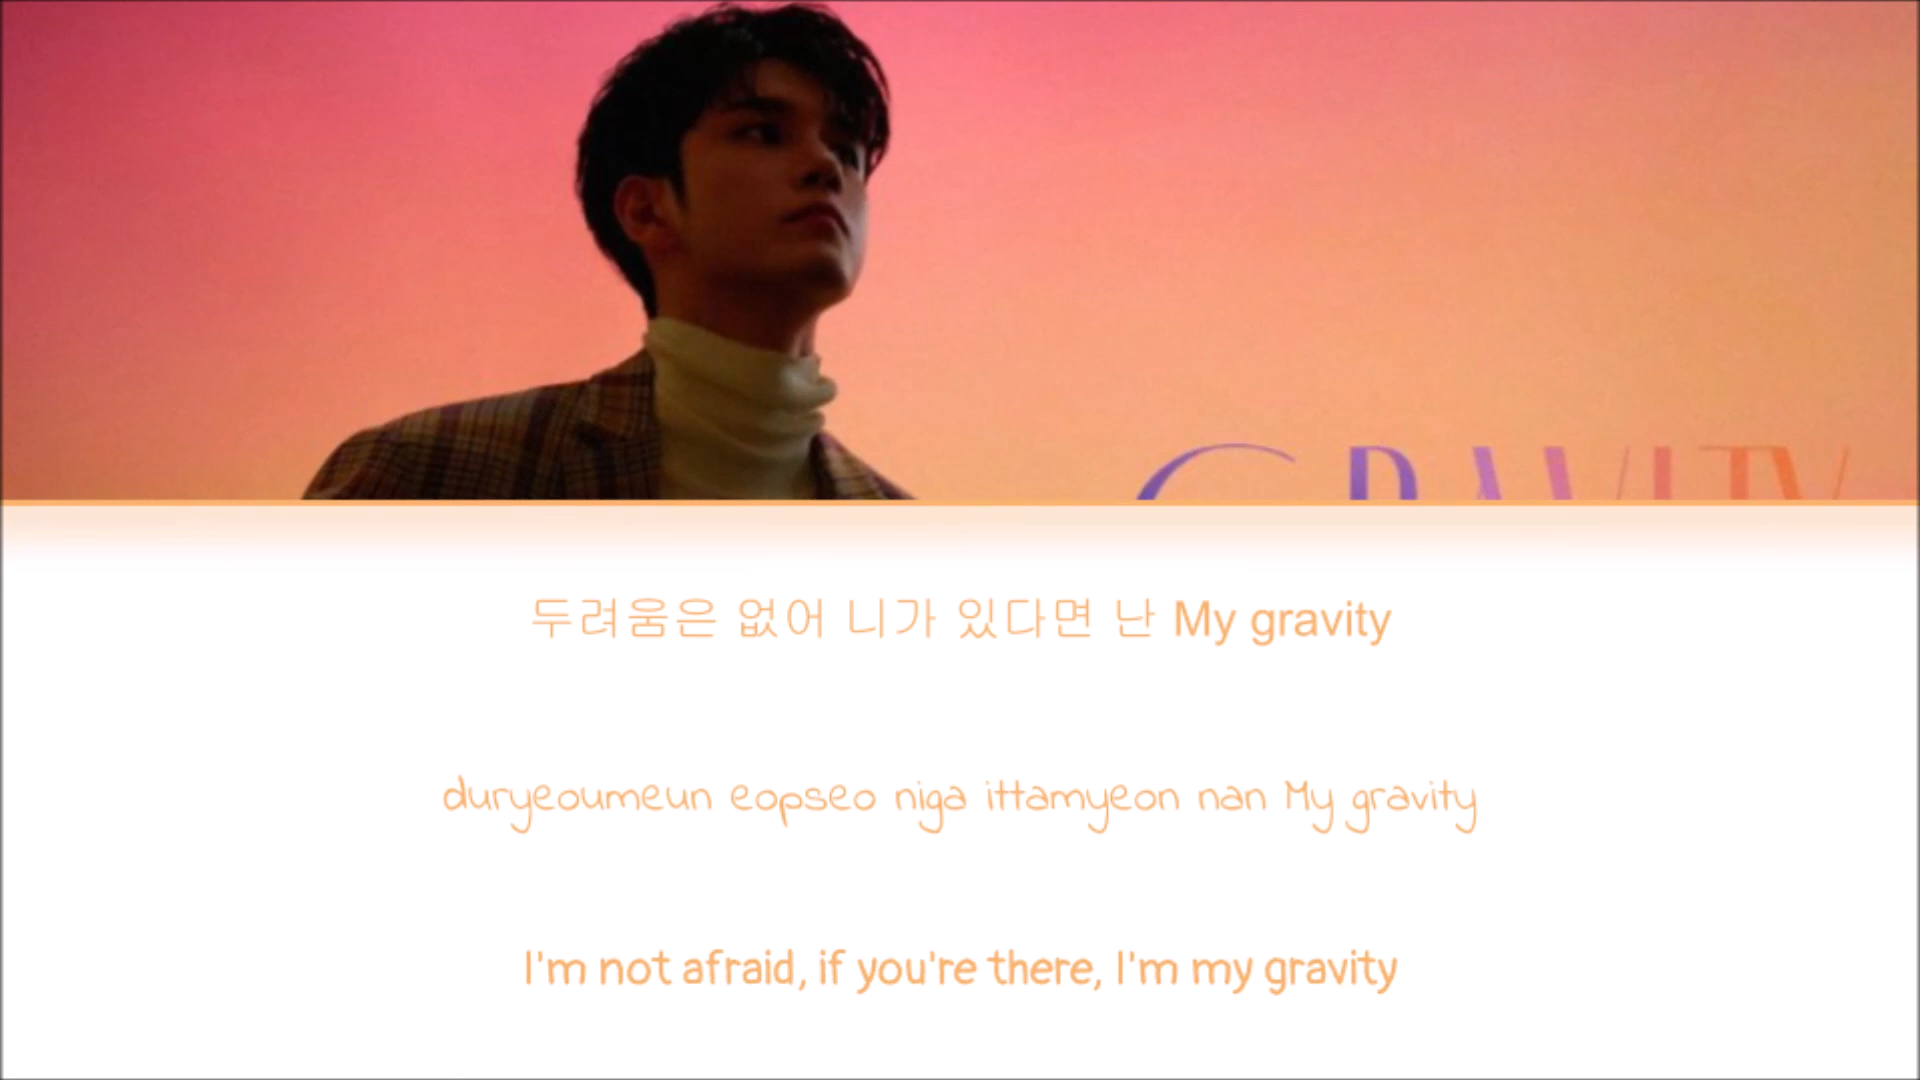 GRAVITY
두려움은 없어 니가 있다면 난 My gravity
duryeoumeun eopseo niga ittamyeon nan My gravity
I'm not afraid, if you're there, I'm my gravity